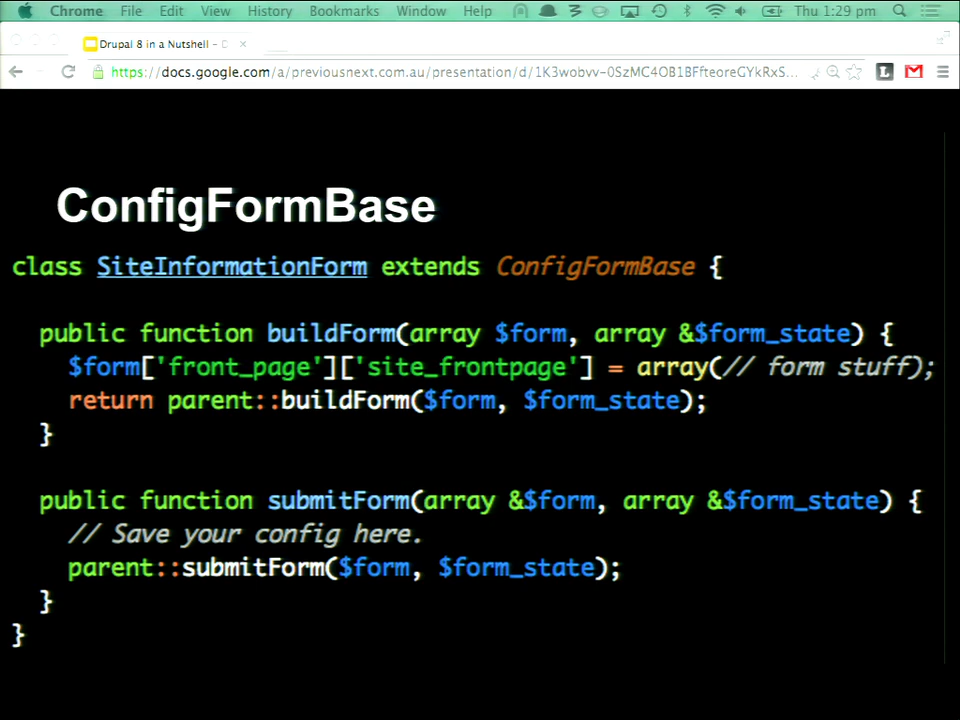 Chrome File Edit View History Bookmarks Window Help Thu 1:29 pm
Drupal 8 in a Nutshell –
https://docs.google.com/a/previousnext.com.au/presentation/d/1K3wobvv-0SzMC4OB1BFfteoreGYkRxS...
ConfigFormBase
class SiteInformationForm extends ConfigFormBase {
public function buildForm(array $form, array &$form_state) {
$form['front_page']['site_frontpage'] = array(// form stuff);
return parent::buildForm($form, $form_state);
}
public function submitForm(array &$form, array &$form_state) {
// Save your config here.
parent::submitForm($form, $form_state);
}
}